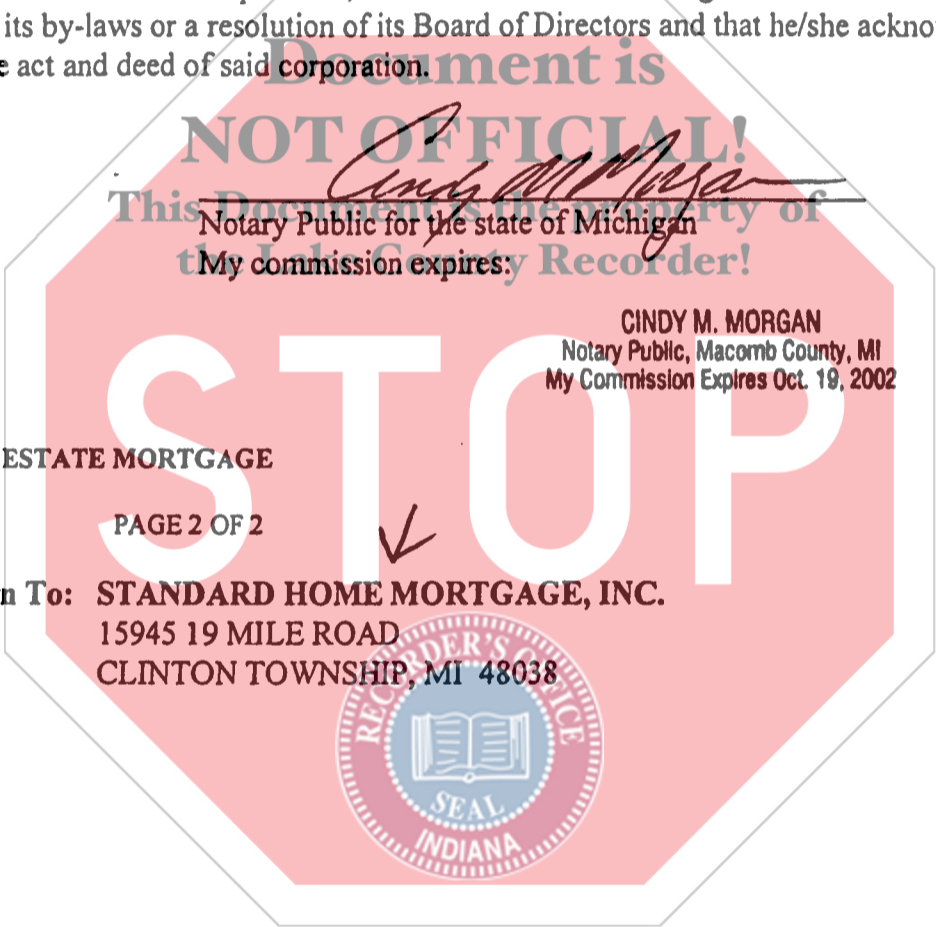 its by-laws or a resolution of its Board of Directors and that he/she ackno
e act and deed of said corporation.
Document is
NOT OFFICIAL!
Cindy M Morgan
This Document is the property of
Notary Public for the state of Michigan
the Lake County Recorder!
My commission expires:
CINDY M. MORGAN
Notary Public, Macomb County, MI
My Commission Expires Oct. 19, 2002
STOP
ESTATE MORTGAGE
PAGE 2 OF 2
n To: STANDARD HOME MORTGAGE, INC.
15945 19 MILE ROAD
CLINTON TOWNSHIP, MI 48038
RECORDER'S OFFICE
SEAL
INDIANA